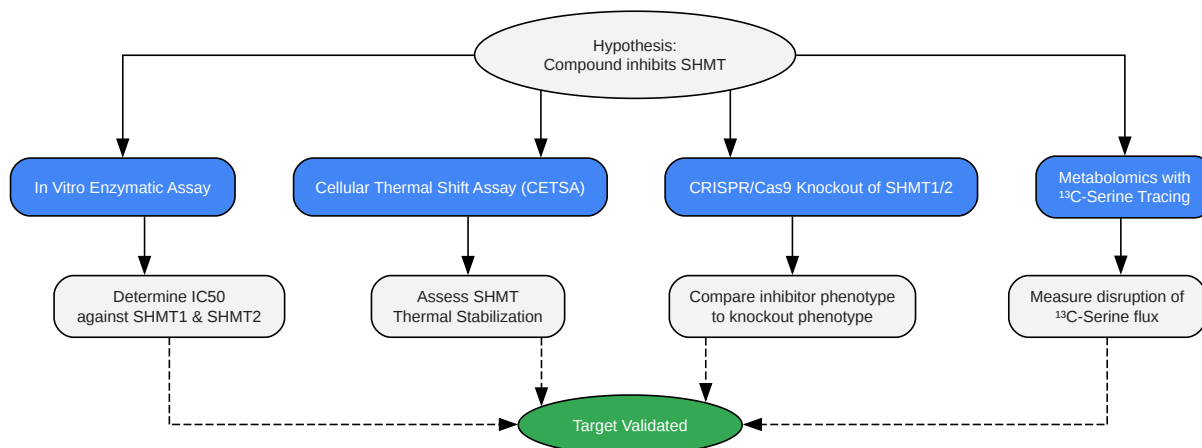 Hypothesis:
Compound inhibits SHMT
In Vitro Enzymatic Assay
Cellular Thermal Shift Assay (CETSA)
CRISPR/Cas9 Knockout of SHMT1/2
Metabolomics with
¹³C-Serine Tracing
Determine IC50
against SHMT1 & SHMT2
Assess SHMT
Thermal Stabilization
Compare inhibitor phenotype
to knockout phenotype
Measure disruption of
¹³C-Serine flux
Target Validated